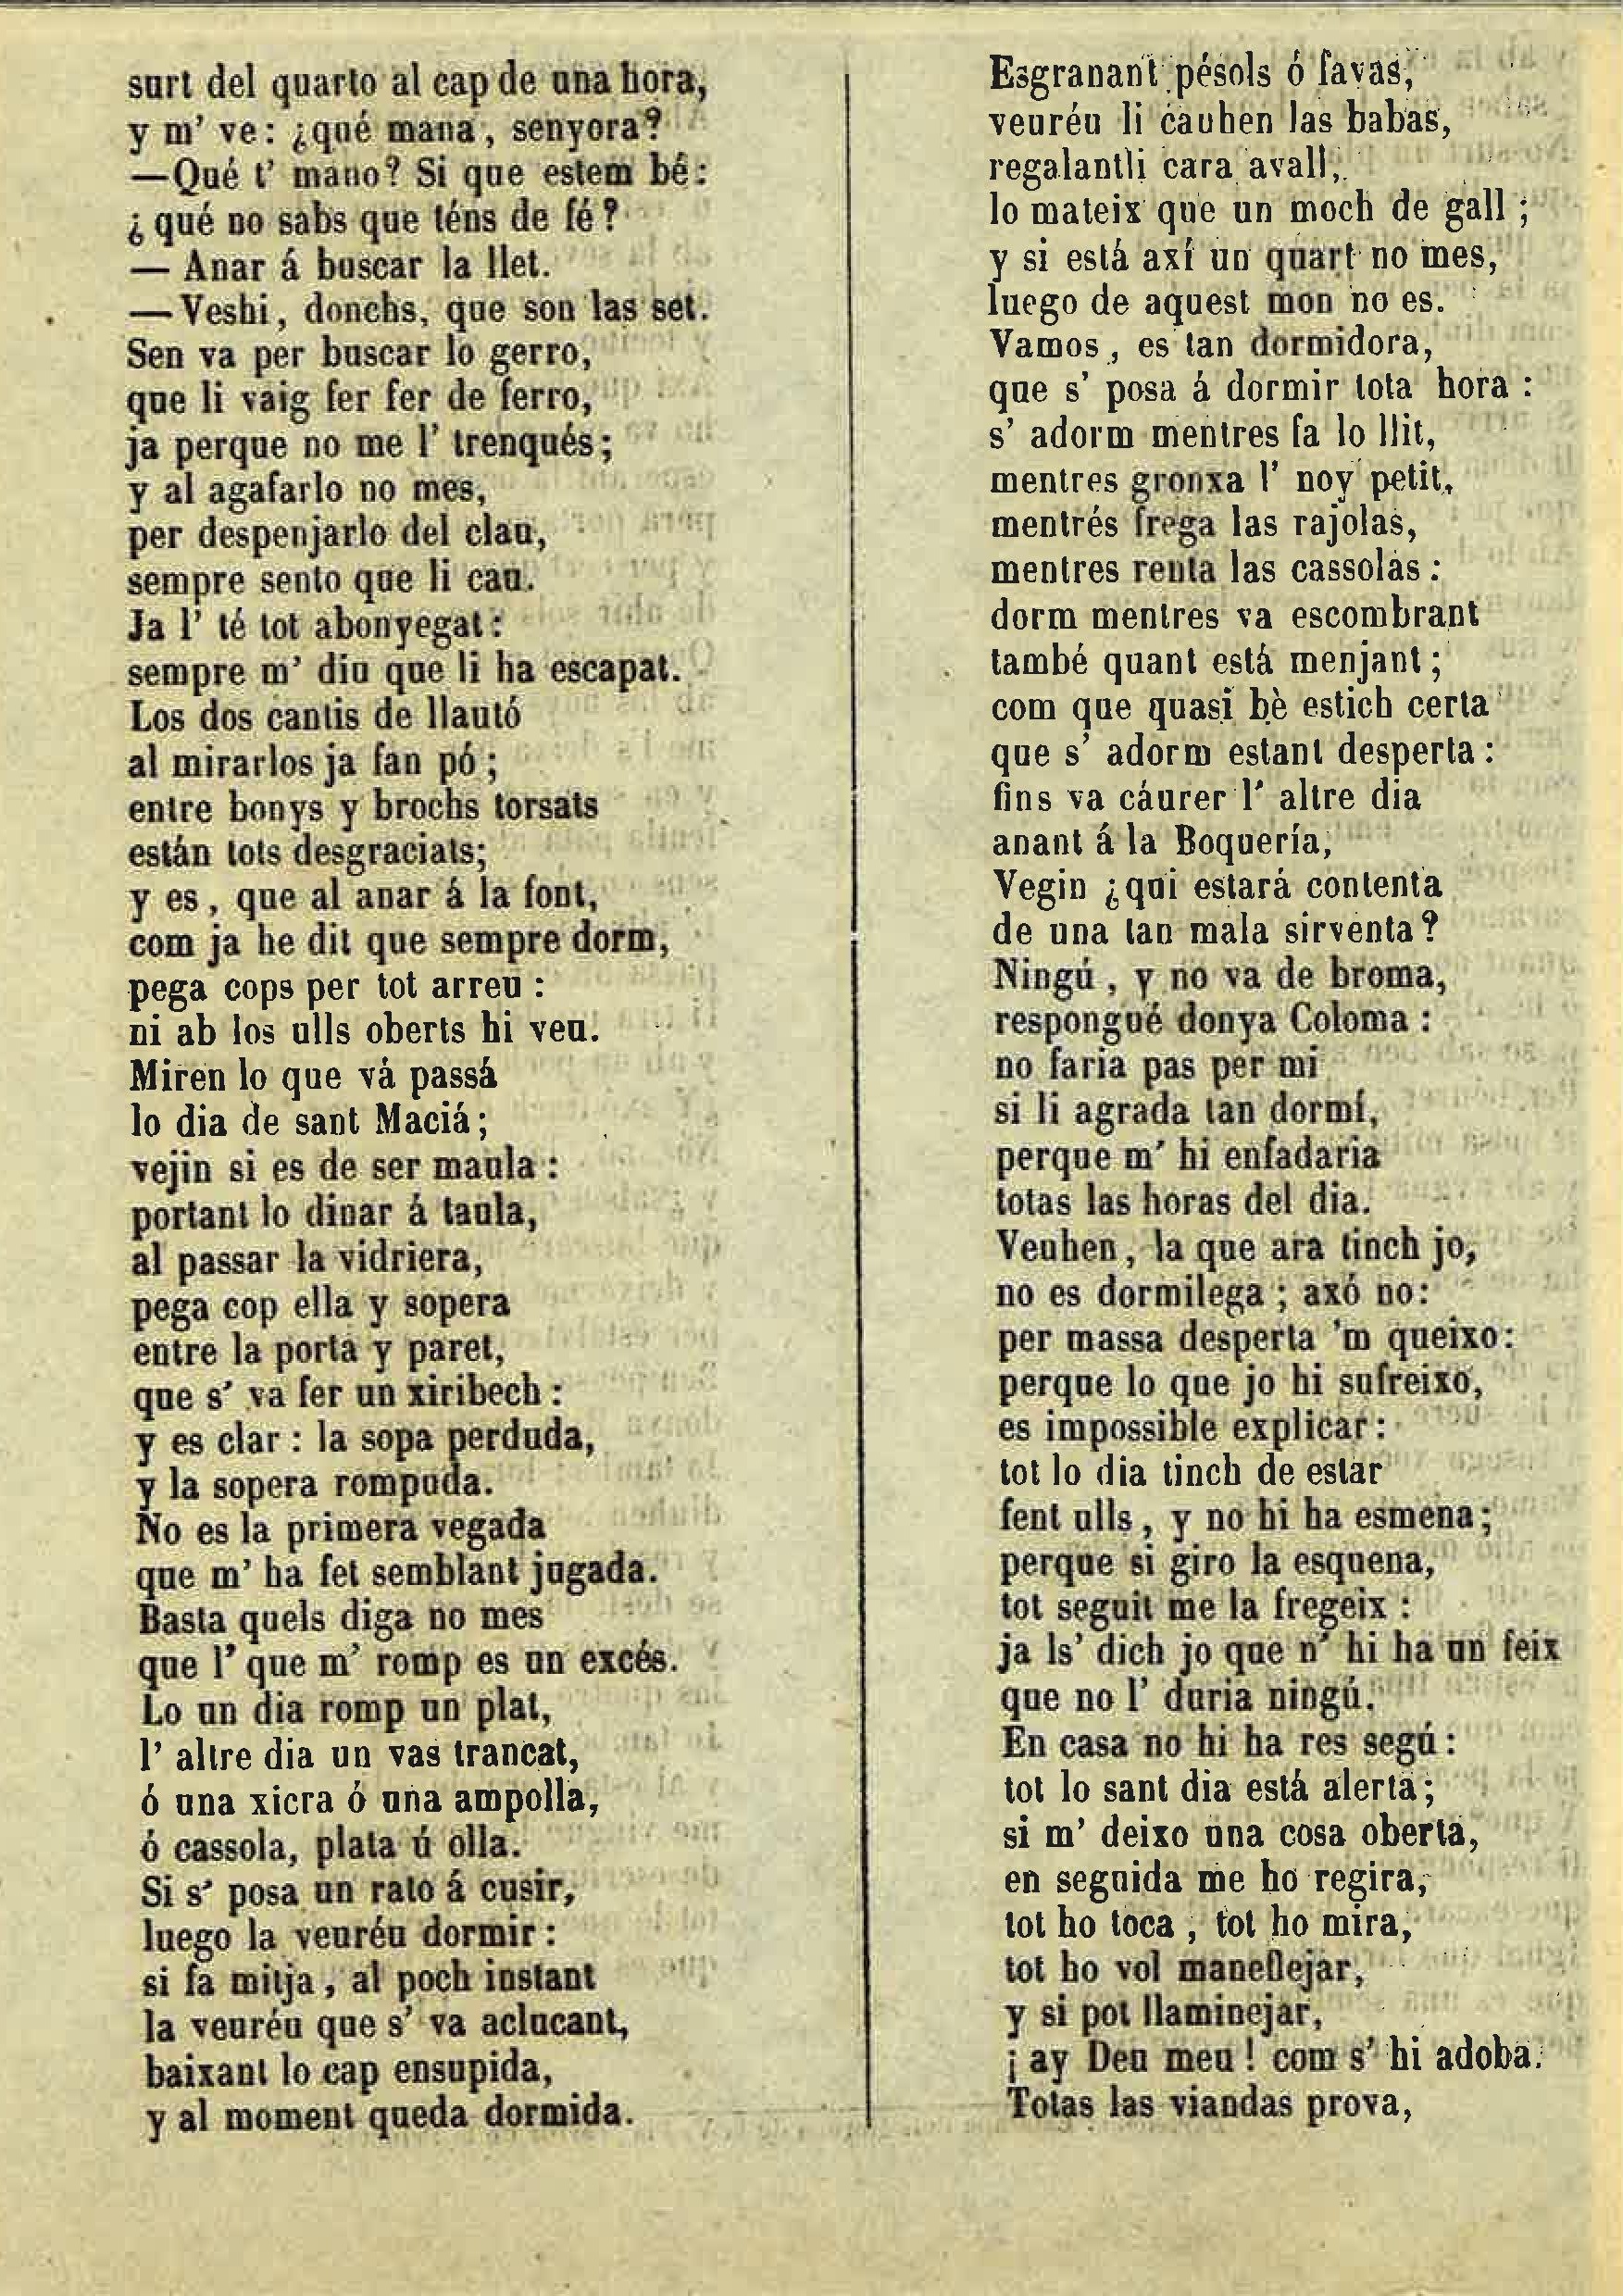 surt del quarto al cap de una hora,
y m' ve: ¿qué mana, senyora?
—Qué t' mano? Si que estem bé:
¿qué no sabs que téns de fé?
— Anar á buscar la llet.
—Veshi, donchs, que son las set.
Sen va per buscar lo gerro,
que li vaig fer fer de ferro,
ja perque no me l' trenqués;
y al agafarlo no mes,
per despenjarlo del clau,
sempre sento que li cau.
Ja l' té tot abonyegat:
sempre m' diu que li ha escapat.
Los dos cantis de llautó
al mirarlos ja fan pó;
entre bonys y brochs torsats
están tots desgraciats;
y es, que al anar á la font,
com ja he dit que sempre dorm,
pega cops per tot arreu:
ni ab los ulls oberts hi veu.
Miren lo que vá passá
lo dia de sant Maciá;
vejin si es de ser maula:
portant lo dinar á taula,
al passar la vidriera,
pega cop ella y sopera
entre la porta y paret,
que s' va fer un xiribech:
y es clar: la sopa perduda,
y la sopera rompuda.
No es la primera vegada
que m' ha fet semblant jugada.
Basta quels diga no mes
que l' que m' romp es un excés.
Lo un dia romp un plat,
l' altre dia un vas trancat,
ó una xicra ó una ampolla,
ó cassola, plata ú olla.
Si s' posa un rato á cusir,
luego la veuréu dormir:
si fa mitja, al poch instant
la veuréu que s' va aclucant,
baixant lo cap ensupida,
y al moment queda dormida.
Esgranant pésols ó favas,
veuréu li cauhen las babas,
regalantli cara avall,
lo mateix que un moch de gall;
y si está axí un quart no mes,
luego de aquest mon no es.
Vamos, es tan dormidora,
que s' posa á dormir tota hora:
s' adorm mentres fa lo llit,
mentres gronxa l' noy petit,
mentrés frega las rajolas,
mentres renta las cassolas:
dorm mentres va escombrant
també quant está menjant;
com que quasi bè estich certa
que s' adorm estant desperta:
fins va cáurer l' altre dia
anant á la Boquería,
Vegin ¿qui estará contenta
de una tan mala sirventa?
Ningú, y no va de broma,
respongué donya Coloma:
no faria pas per mi
si li agrada tan dormí,
perque m' hi enfadaria
totas las horas del dia.
Veuhen, la que ara tinch jo,
no es dormilega; axó no:
per massa desperta 'm queixo:
perque lo que jo hi sufreixo,
es impossible explicar:
tot lo dia tinch de estar
fent ulls, y no hi ha esmena;
perque si giro la esquena,
tot seguit me la fregeix:
ja ls' dich jo que n' hi ha un feix
que no l' duria ningú.
En casa no hi ha res segú:
tot lo sant dia está alerta;
si m' deixo una cosa oberta,
en seguida me ho regira,
tot ho toca, tot ho mira,
tot ho vol maneflejar,
y si pot llaminejar,
¡ay Deu meu! com s' hi adoba.
Totas las viandas prova,